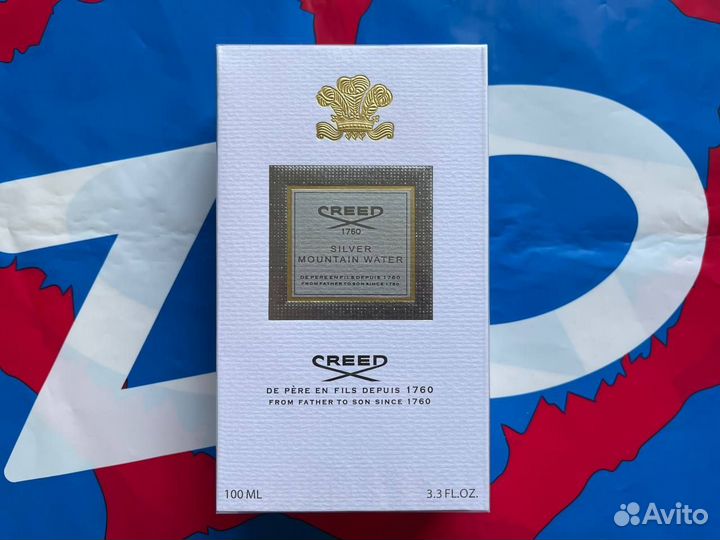 CREED
1760
SILVER
MOUNTAIN WATER
DE PÈRE EN FILS DEPUIS 1760
FROM FATHER TO SON SINCE 1760
CREED
DE PÈRE EN FILS DEPUIS 1760
FROM FATHER TO SON SINCE 1760
100 ML 3.3 FL.OZ.
Avito